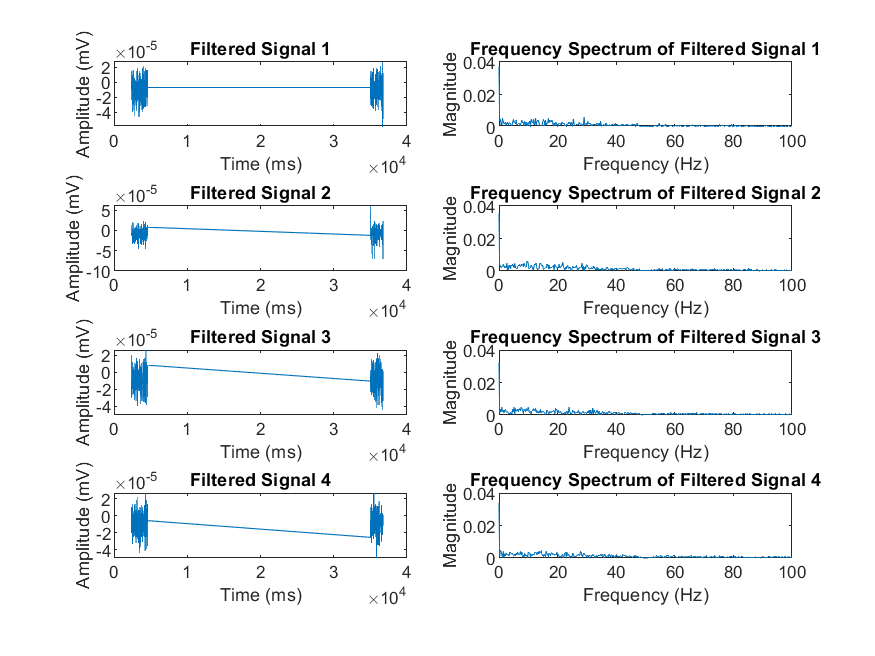 Filtered Signal 1
×10⁻⁵
Amplitude (mV)
2
0
-2
-4
0 1 2 3 4
Time (ms)
×10⁴
Frequency Spectrum of Filtered Signal 1
Magnitude
0.04
0.02
0
0 20 40 60 80 100
Frequency (Hz)
Filtered Signal 2
×10⁻⁵
Amplitude (mV)
5
0
-5
-10
0 1 2 3 4
Time (ms)
×10⁴
Frequency Spectrum of Filtered Signal 2
Magnitude
0.04
0.02
0
0 20 40 60 80 100
Frequency (Hz)
Filtered Signal 3
×10⁻⁵
Amplitude (mV)
2
0
-2
-4
0 1 2 3 4
Time (ms)
×10⁴
Frequency Spectrum of Filtered Signal 3
Magnitude
0.04
0.02
0
0 20 40 60 80 100
Frequency (Hz)
Filtered Signal 4
×10⁻⁵
Amplitude (mV)
2
0
-2
-4
0 1 2 3 4
Time (ms)
×10⁴
Frequency Spectrum of Filtered Signal 4
Magnitude
0.04
0.02
0
0 20 40 60 80 100
Frequency (Hz)